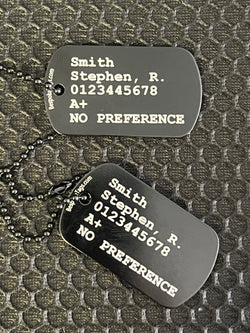 Smith
Stephen, R.
0123445678
A+
NO PREFERENCE
Smith
Stephen, R.
0123445678
A+
NO PREFERENCE